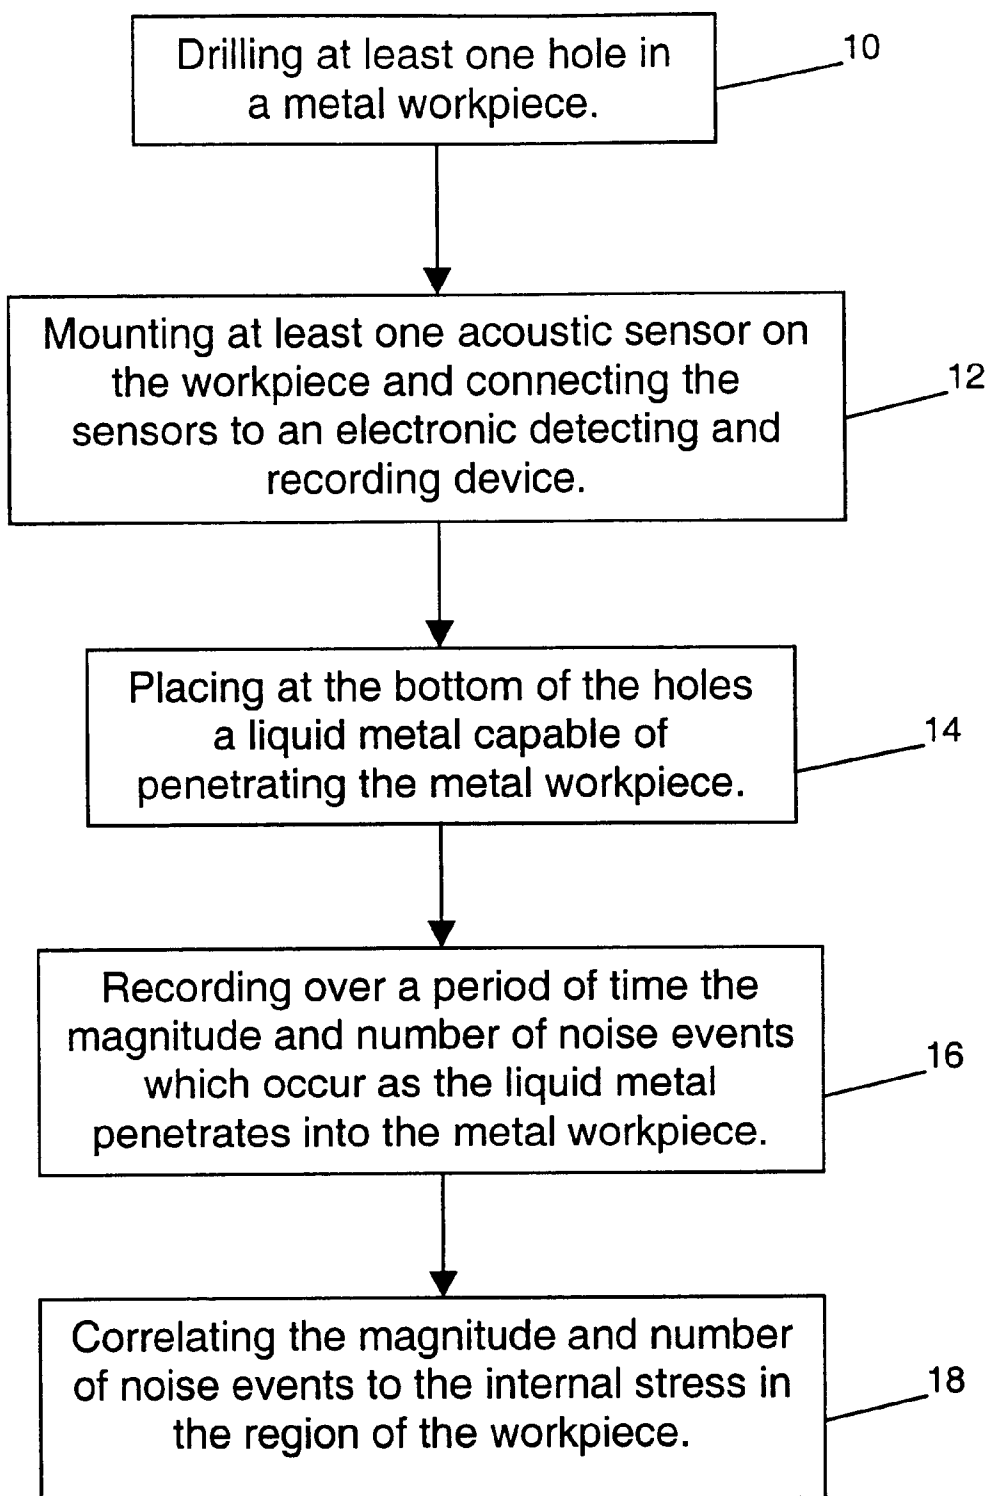 Drilling at least one hole in
a metal workpiece.
10
Mounting at least one acoustic sensor on
the workpiece and connecting the
sensors to an electronic detecting and
recording device.
12
Placing at the bottom of the holes
a liquid metal capable of
penetrating the metal workpiece.
14
Recording over a period of time the
magnitude and number of noise events
which occur as the liquid metal
penetrates into the metal workpiece.
16
Correlating the magnitude and number
of noise events to the internal stress in
the region of the workpiece.
18